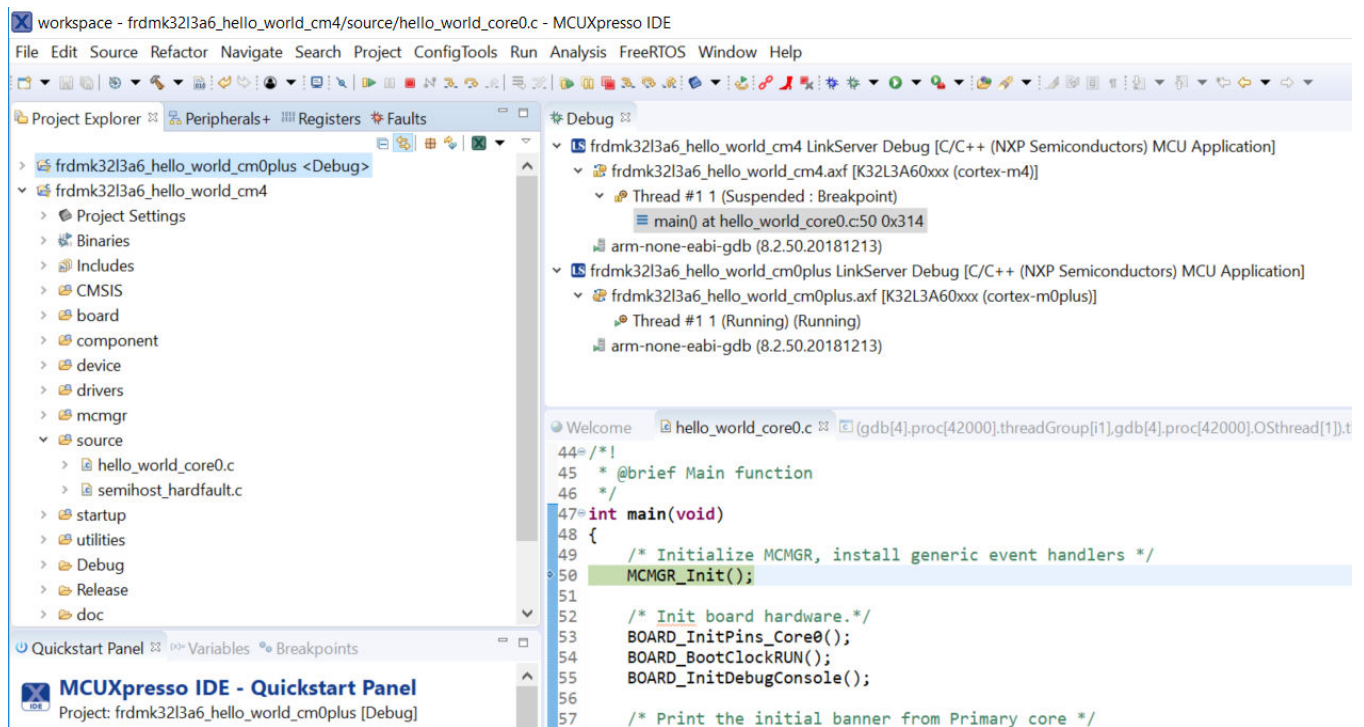 workspace - frdmk32l3a6_hello_world_cm4/source/hello_world_core0.c - MCUXpresso IDE
File Edit Source Refactor Navigate Search Project ConfigTools Run Analysis FreeRTOS Window Help
Project Explorer Peripherals+ Registers Faults
frdmk32l3a6_hello_world_cm0plus <Debug>
frdmk32l3a6_hello_world_cm4
Project Settings
Binaries
Includes
CMSIS
board
component
device
drivers
mcmgr
source
hello_world_core0.c
semihost_hardfault.c
startup
utilities
Debug
Release
doc
Quickstart Panel (x)= Variables Breakpoints
IDE
MCUXpresso IDE - Quickstart Panel
Project: frdmk32l3a6_hello_world_cm0plus [Debug]
Debug
LS frdmk32l3a6_hello_world_cm4 LinkServer Debug [C/C++ (NXP Semiconductors) MCU Application]
frdmk32l3a6_hello_world_cm4.axf [K32L3A60xxx (cortex-m4)]
Thread #1 1 (Suspended : Breakpoint)
main() at hello_world_core0.c:50 0x314
arm-none-eabi-gdb (8.2.50.20181213)
LS frdmk32l3a6_hello_world_cm0plus LinkServer Debug [C/C++ (NXP Semiconductors) MCU Application]
frdmk32l3a6_hello_world_cm0plus.axf [K32L3A60xxx (cortex-m0plus)]
Thread #1 1 (Running) (Running)
arm-none-eabi-gdb (8.2.50.20181213)
Welcome hello_world_core0.c (gdb[4].proc[42000].threadGroup[i1],gdb[4].proc[42000].OSthread[1]).t
44 /*!
45 * @brief Main function
46 */
47 int main(void)
48 {
49 /* Initialize MCMGR, install generic event handlers */
50 MCMGR_Init();
51
52 /* Init board hardware.*/
53 BOARD_InitPins_Core0();
54 BOARD_BootClockRUN();
55 BOARD_InitDebugConsole();
56
57 /* Print the initial banner from Primary core */